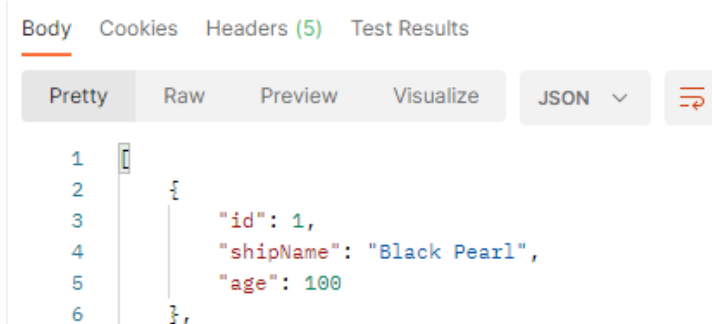 Body Cookies Headers (5) Test Results
Pretty Raw Preview Visualize JSON
1 [
2 {
3 "id": 1,
4 "shipName": "Black Pearl",
5 "age": 100
6 },